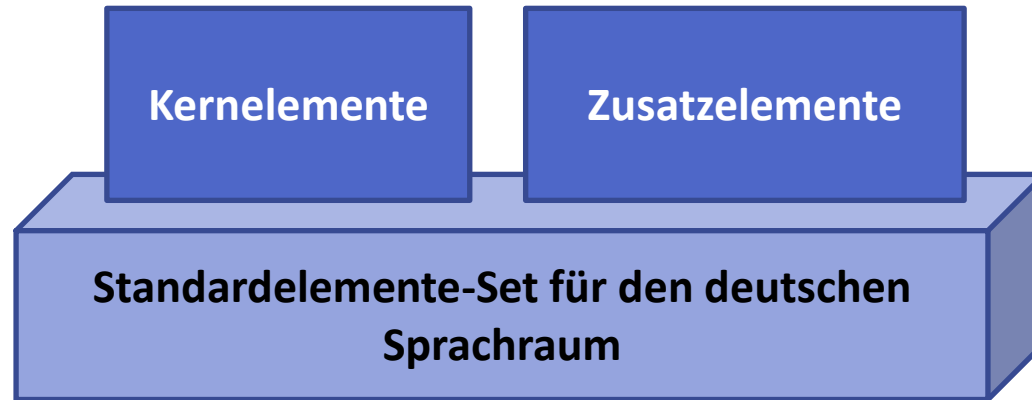 Kernelemente
Zusatzelemente
Standardelemente-Set für den deutschen
Sprachraum